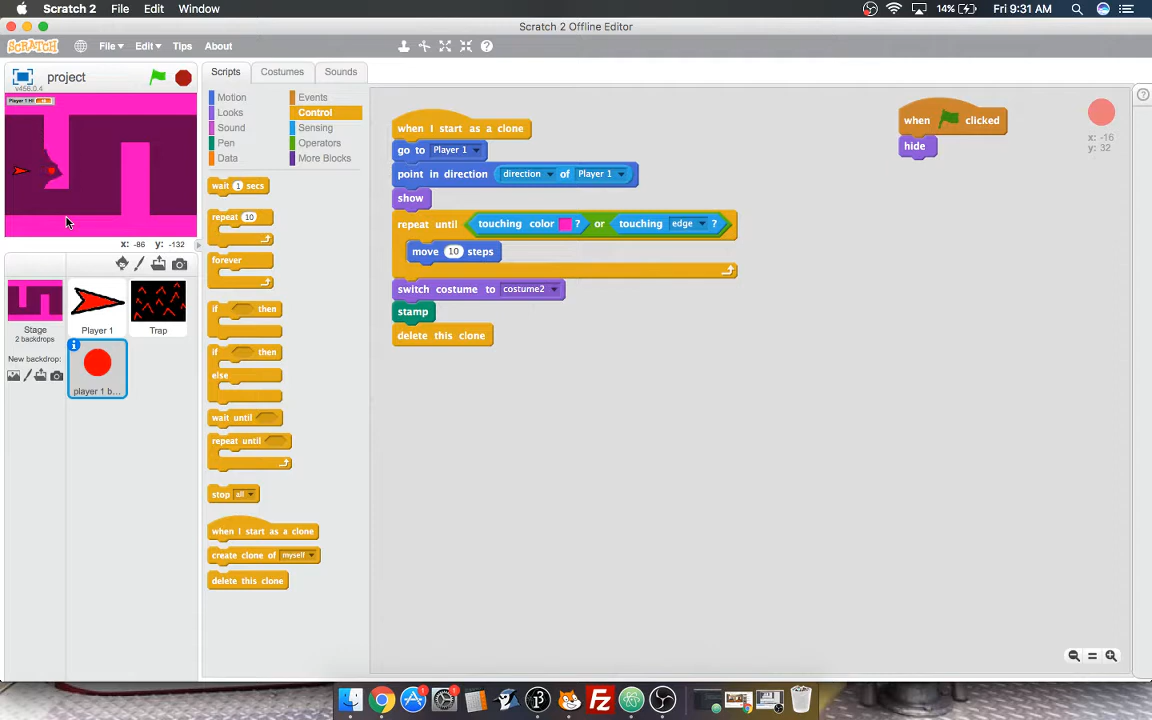 Scratch 2 File Edit Window
14% Fri 9:31 AM
Scratch 2 Offline Editor
SCRATCH File Edit Tips About
project
v456.0.4
Scripts Costumes Sounds
Motion Events
Looks Control
Sound Sensing
Pen Operators
Data More Blocks
wait 1 secs
repeat 10
forever
if then
if then
else
wait until
repeat until
stop all
when I start as a clone
create clone of myself
delete this clone
when I start as a clone
go to Player 1
point in direction direction of Player 1
show
repeat until touching color ? or touching edge ?
move 10 steps
switch costume to costume2
stamp
delete this clone
when clicked
hide
x: -16
y: 32
x: -86 y: -132
Stage
2 backdrops
New backdrop:
Player 1
Trap
player 1 b...